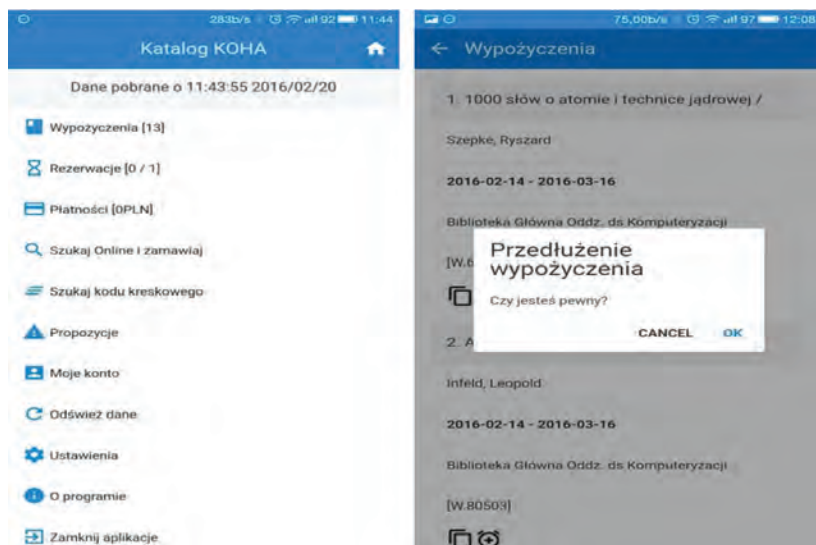 283b/s 92 11:44
Katalog KOHA
Dane pobrane o 11:43:55 2016/02/20
Wypożyczenia [13]
Rezerwacje [0 / 1]
Płatności [0PLN]
Szukaj Online i zamawiaj
Szukaj kodu kreskowego
Propozycje
Moje konto
Odśwież dane
Ustawienia
O programie
Zamknij aplikacje
75,00b/s 97 12:08
Wypożyczenia
1. 1000 słów o atomie i technice jądrowej /
Szepke, Ryszard
2016-02-14 - 2016-03-16
Biblioteka Główna Oddz. ds Komputeryzacji
[W.6
Przedłużenie
wypożyczenia
Czy jesteś pewny?
CANCEL OK
2. A
Infeld, Leopold
2016-02-14 - 2016-03-16
Biblioteka Główna Oddz. ds Komputeryzacji
[W.80509]